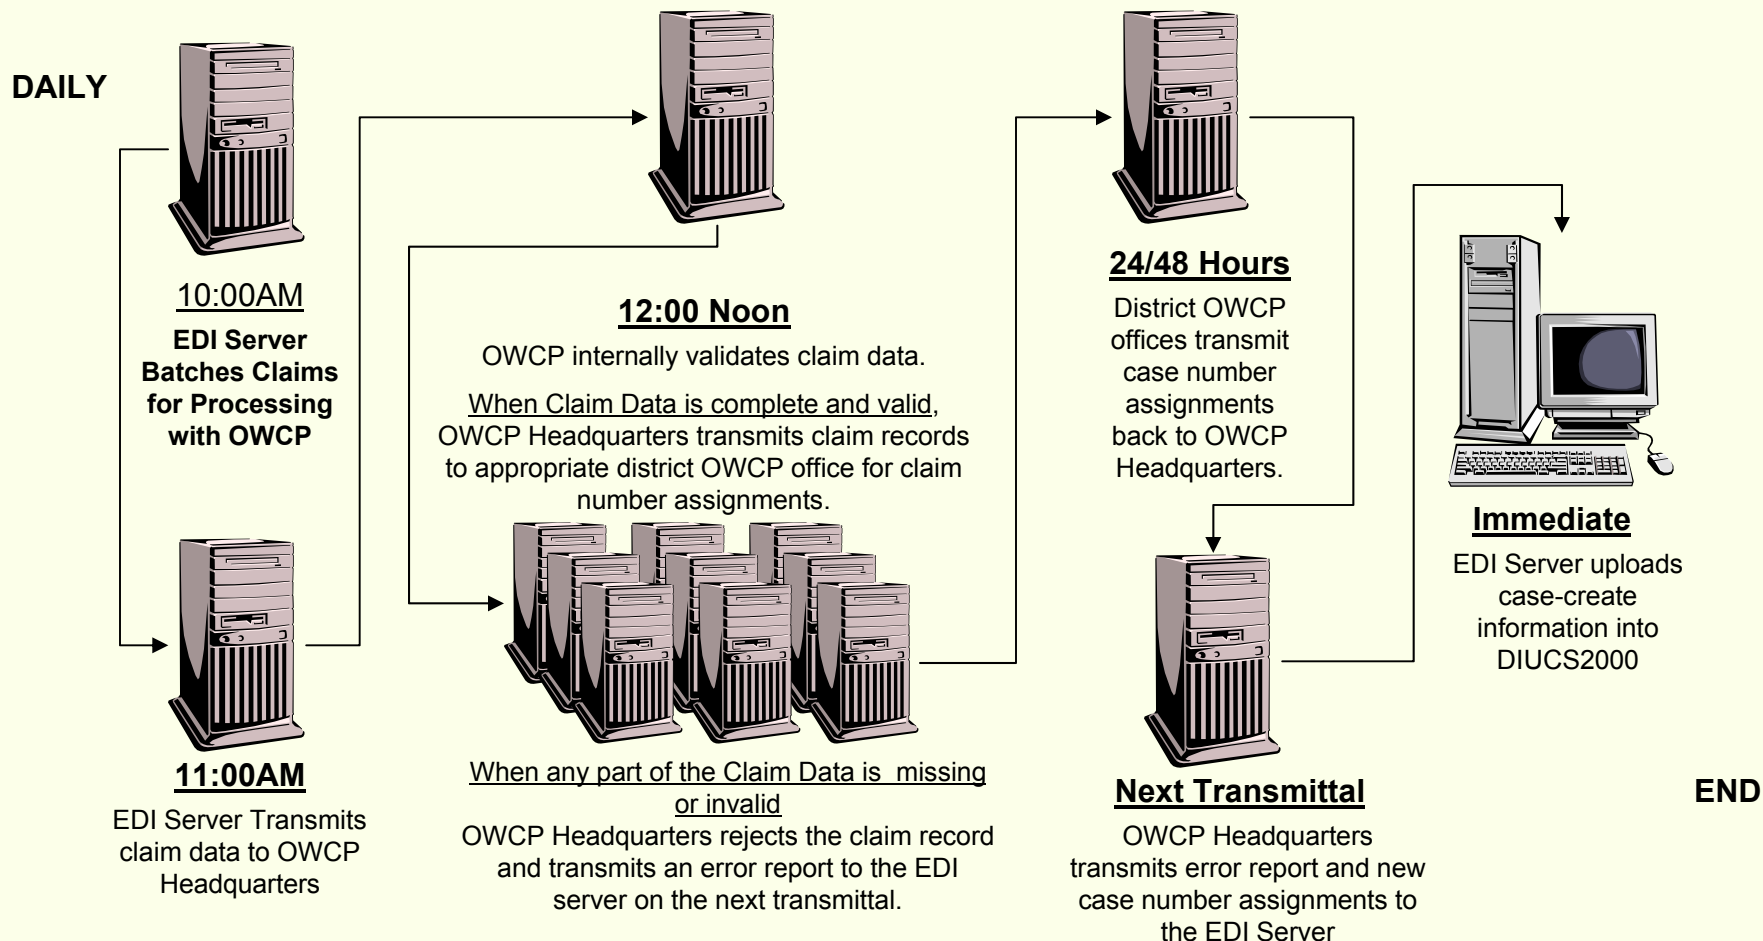 DAILY
10:00AM
EDI Server
Batches Claims
for Processing
with OWCP
11:00AM
EDI Server Transmits
claim data to OWCP
Headquarters
12:00 Noon
OWCP internally validates claim data.
When Claim Data is complete and valid,
OWCP Headquarters transmits claim records
to appropriate district OWCP office for claim
number assignments.
When any part of the Claim Data is missing
or invalid
OWCP Headquarters rejects the claim record
and transmits an error report to the EDI
server on the next transmittal.
24/48 Hours
District OWCP
offices transmit
case number
assignments
back to OWCP
Headquarters.
Next Transmittal
OWCP Headquarters
transmits error report and new
case number assignments to
the EDI Server
Immediate
EDI Server uploads
case-create
information into
DIUCS2000
END